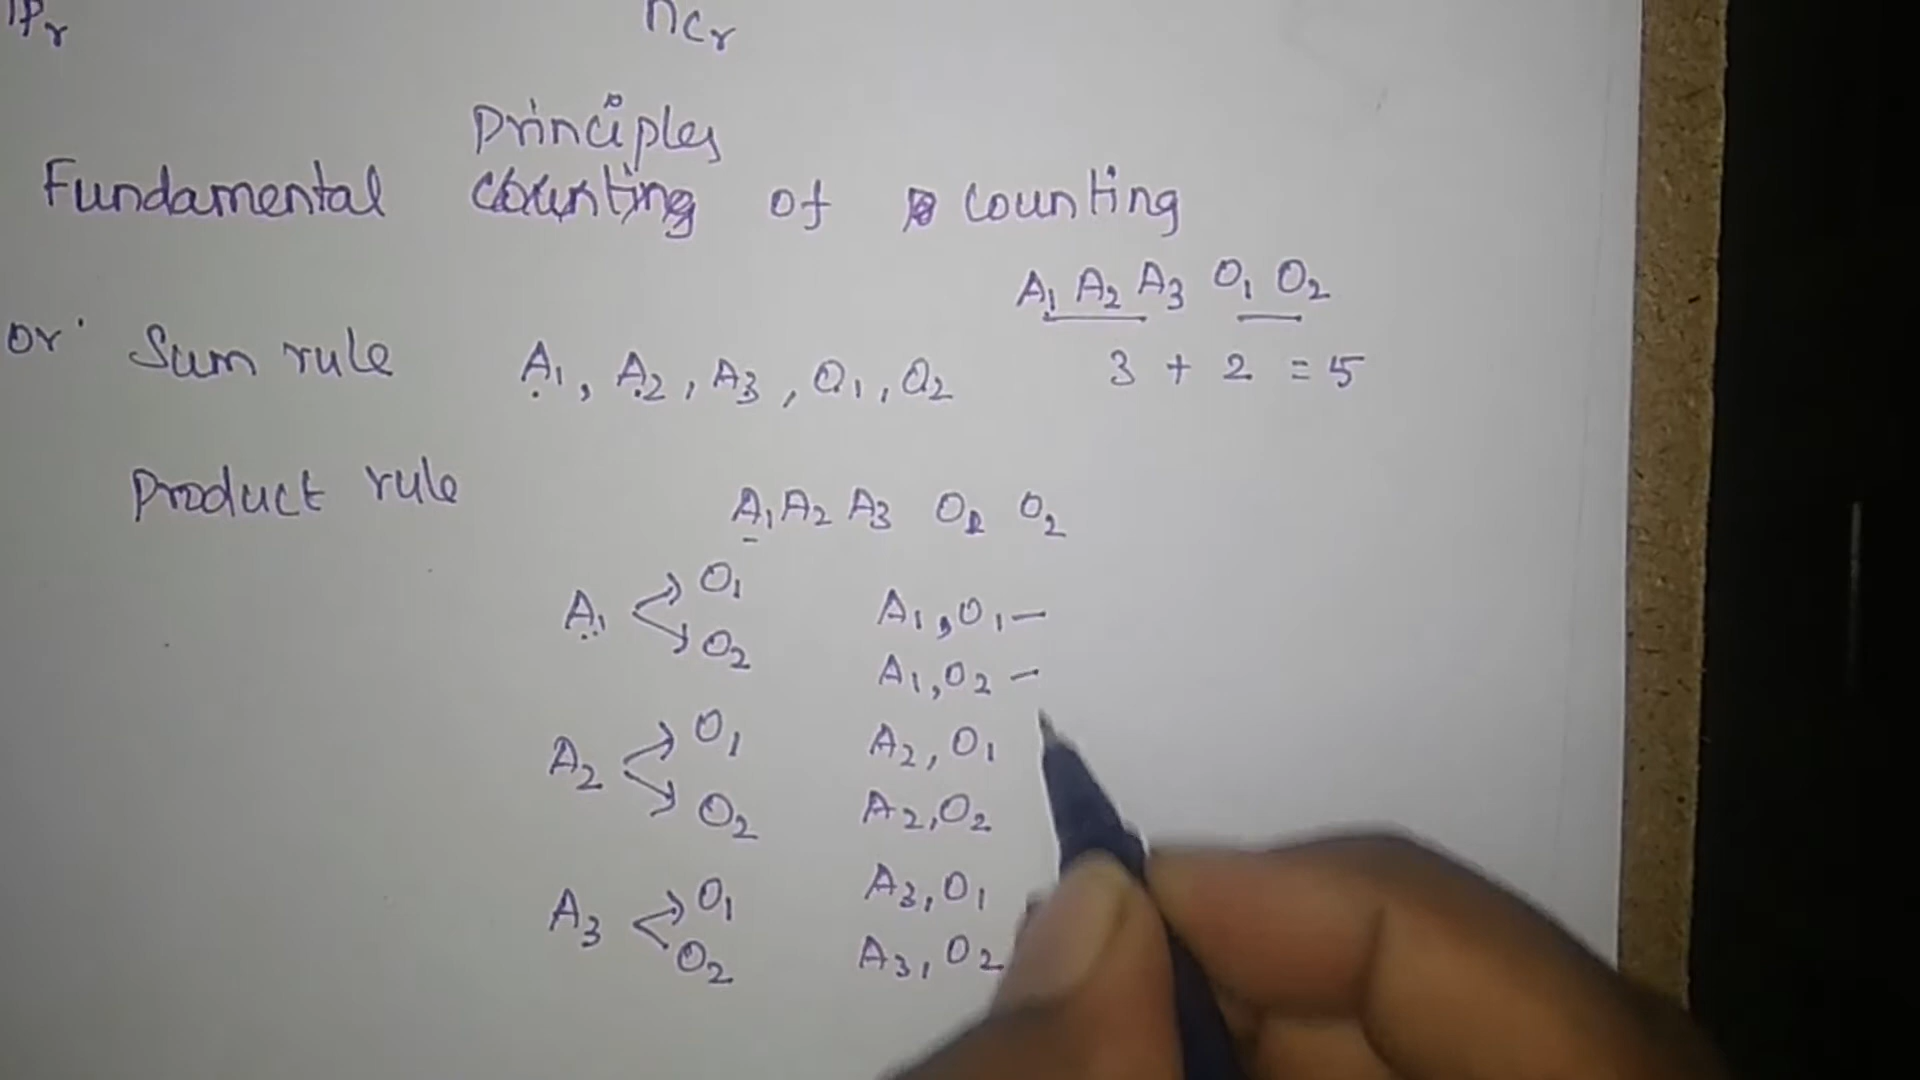 nCr
Principles
Fundamental of counting
A1 A2 A3 O1 O2
or Sum rule A1, A2, A3, O1, O2 3 + 2 = 5
Product rule A1 A2 A3 O1 O2
A1 O1 A1, O1 -
O2 A1, O2 -
A2 O1 A2, O1
O2 A2, O2
A3 O1 A3, O1
O2 A3, O2